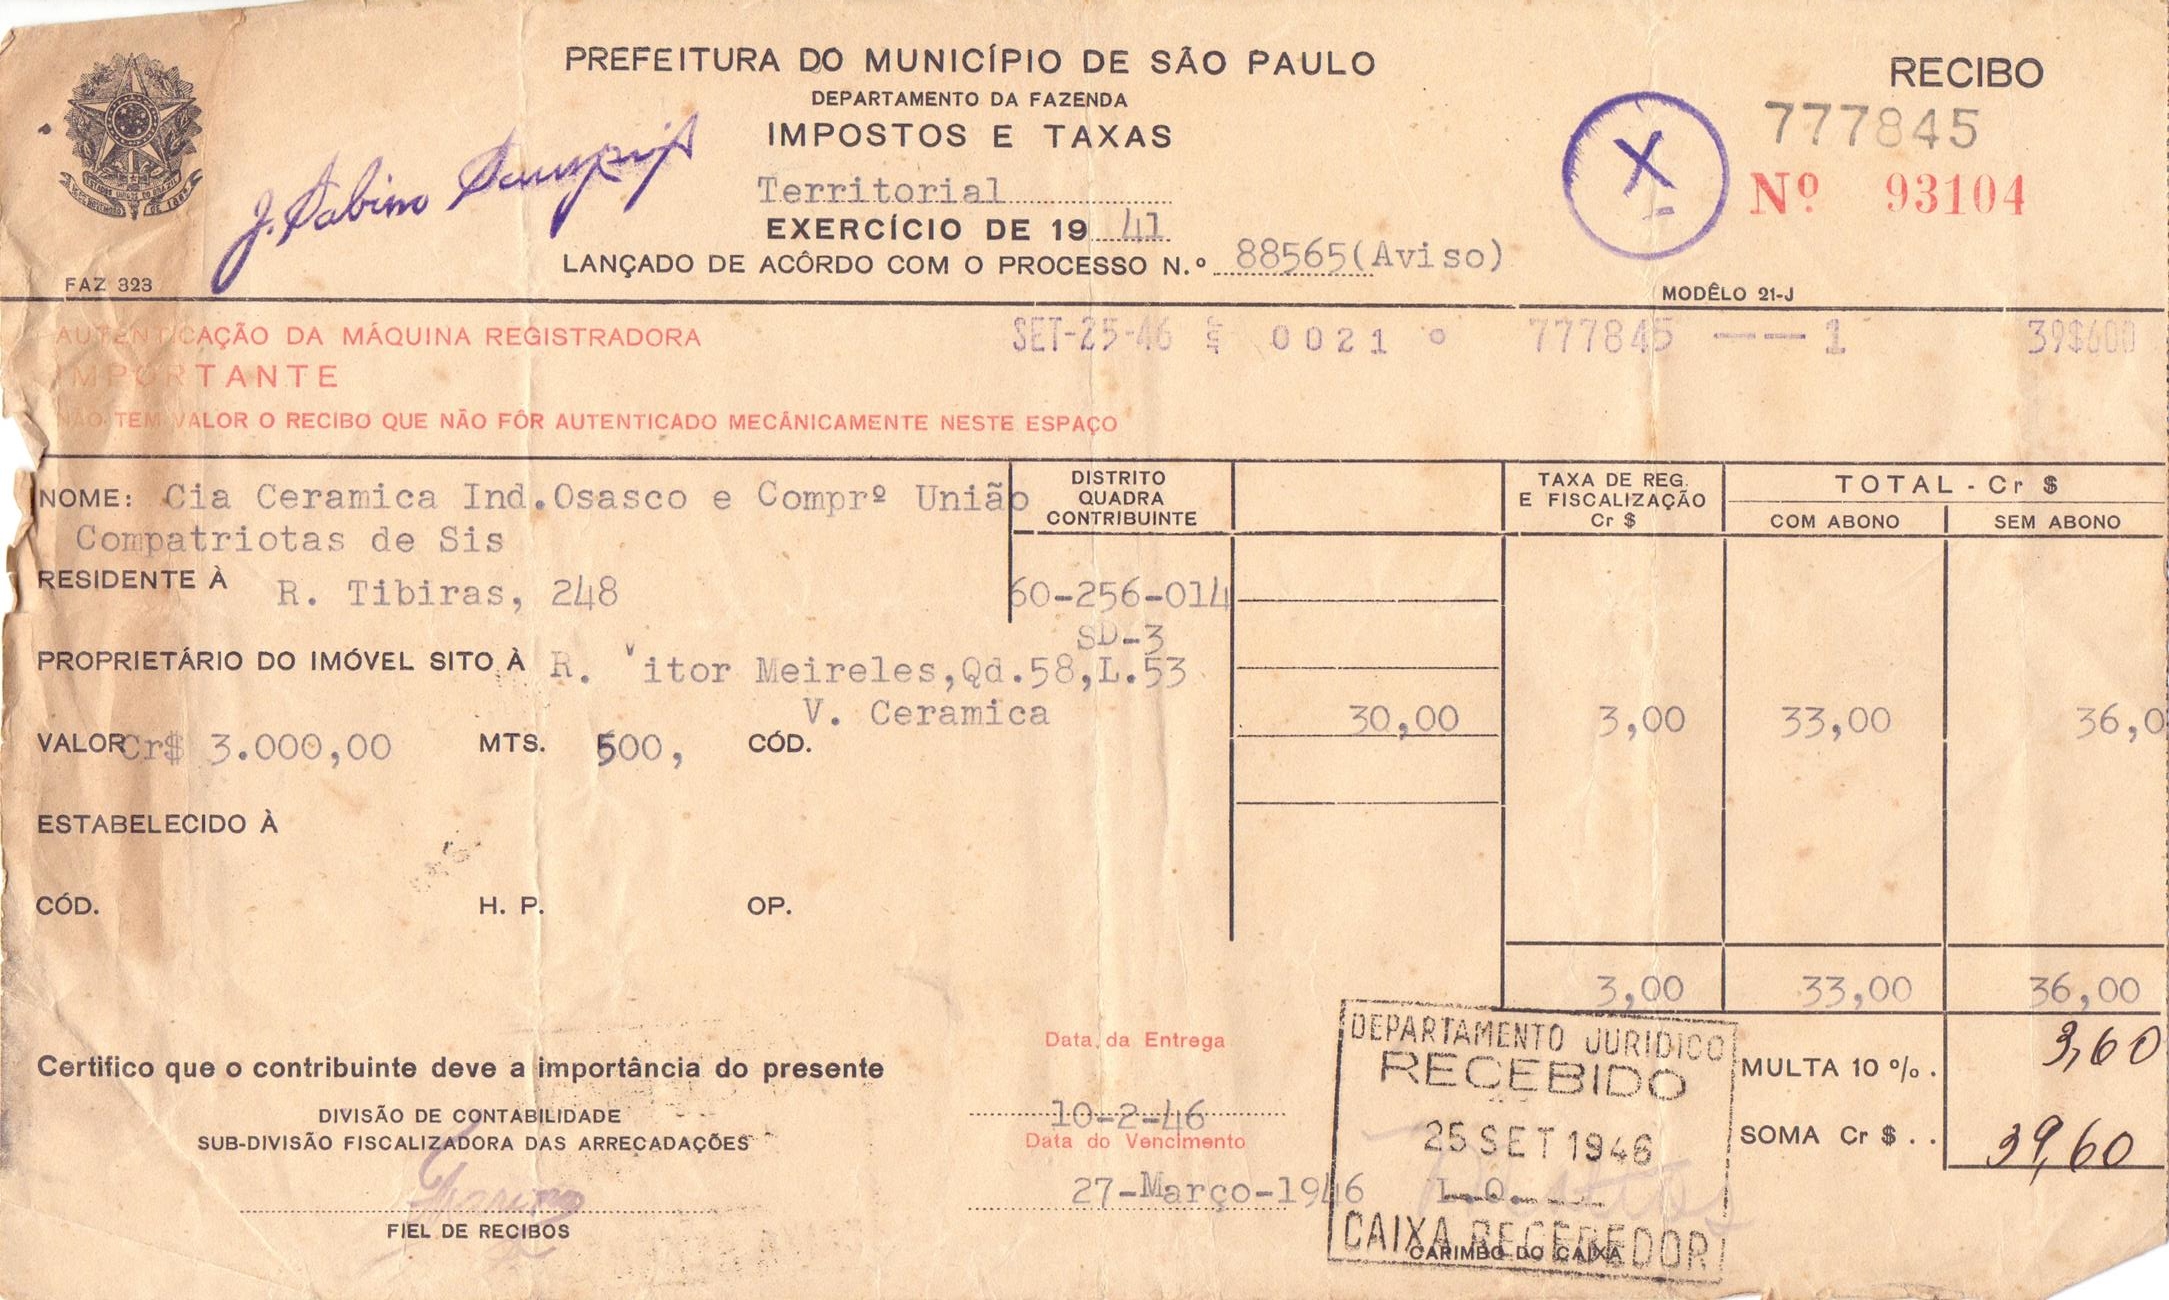 PREFEITURA DO MUNICÍPIO DE SÃO PAULO
DEPARTAMENTO DA FAZENDA
IMPOSTOS E TAXAS
Territorial
EXERCÍCIO DE 19 41
LANÇADO DE ACÔRDO COM O PROCESSO N.º 88565(Aviso)
RECIBO
777845
Nº 93104
X
J. Sabino
FAZ 323
MODÊLO 21-J
AUTENTICAÇÃO DA MÁQUINA REGISTRADORA
SET-25-46 0021 777845 — — 1 39$600
IMPORTANTE
NÃO TEM VALOR O RECIBO QUE NÃO FÔR AUTENTICADO MECÂNICAMENTE NESTE ESPAÇO
NOME: Cia Ceramica Ind.Osasco e Comprº União
Compatriotas de Sis
RESIDENTE À R. Tibiras, 248
PROPRIETÁRIO DO IMÓVEL SITO À R. Vitor Meireles,Qd.58,L.53
V. Ceramica
VALOR Cr$ 3.000,00 MTS. 500, CÓD.
ESTABELECIDO À
CÓD. H. P. OP.
DISTRITO
QUADRA
CONTRIBUINTE
60-256-014
SD-3
TAXA DE REG.
E FISCALIZAÇÃO
Cr $
TOTAL - Cr $
COM ABONO SEM ABONO
30,00 3,00 33,00 36,0
3,00 33,00 36,00
MULTA 10 %. 3,60
SOMA Cr $ . . 39,60
Certifico que o contribuinte deve a importância do presente
DIVISÃO DE CONTABILIDADE
SUB-DIVISÃO FISCALIZADORA DAS ARRECADAÇÕES
FIEL DE RECIBOS
Data da Entrega
10-2-46
Data do Vencimento
27-Março-1946
DEPARTAMENTO JURIDICO
RECEBIDO
25 SET 1946
CAIXA RECEBEDOR
CARIMBO DO CAIXA